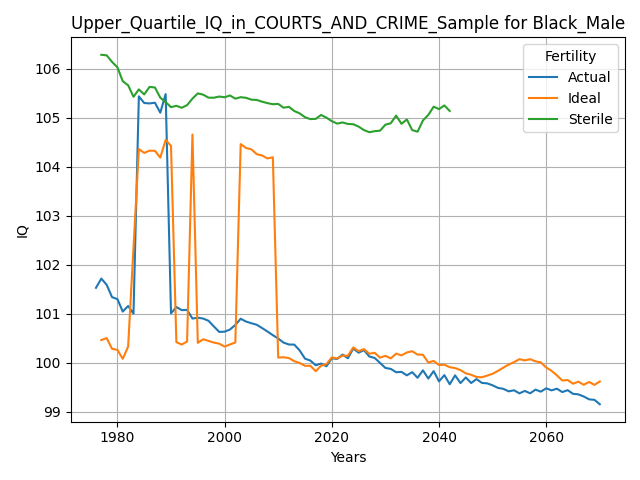 Upper_Quartile_IQ_in_COURTS_AND_CRIME_Sample for Black_Male
Fertility
Actual
Ideal
Sterile
106
105
104
103
102
101
100
99
IQ
1980 2000 2020 2040 2060
Years